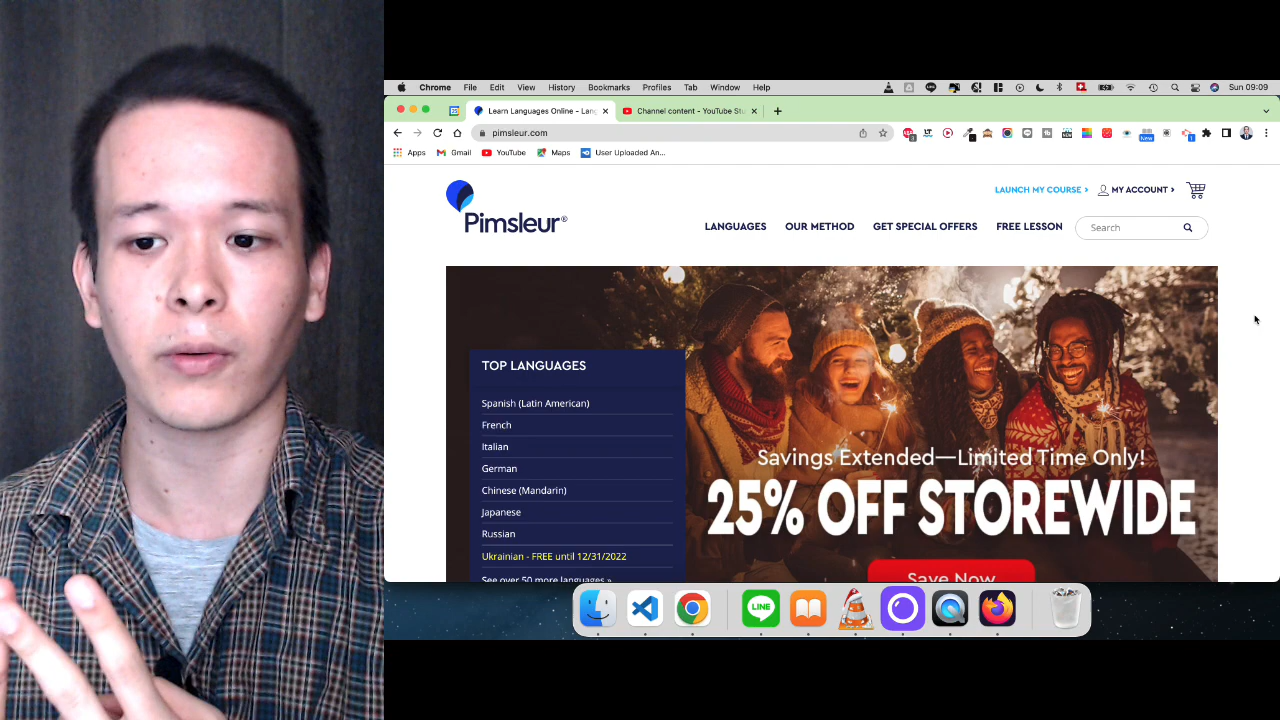 Chrome File Edit View History Bookmarks Profiles Tab Window Help
Sun 09:09
Learn Languages Online - Lang
Channel content - YouTube Stu
pimsleur.com
New
Apps Gmail YouTube Maps User Uploaded An...
LAUNCH MY COURSE › MY ACCOUNT ›
Pimsleur®
LANGUAGES OUR METHOD GET SPECIAL OFFERS FREE LESSON Search
TOP LANGUAGES
Spanish (Latin American)
French
Italian
German
Chinese (Mandarin)
Japanese
Russian
Ukrainian - FREE until 12/31/2022
See over 50 more languages »
Savings Extended—Limited Time Only!
25% OFF STOREWIDE
Save Now
LINE